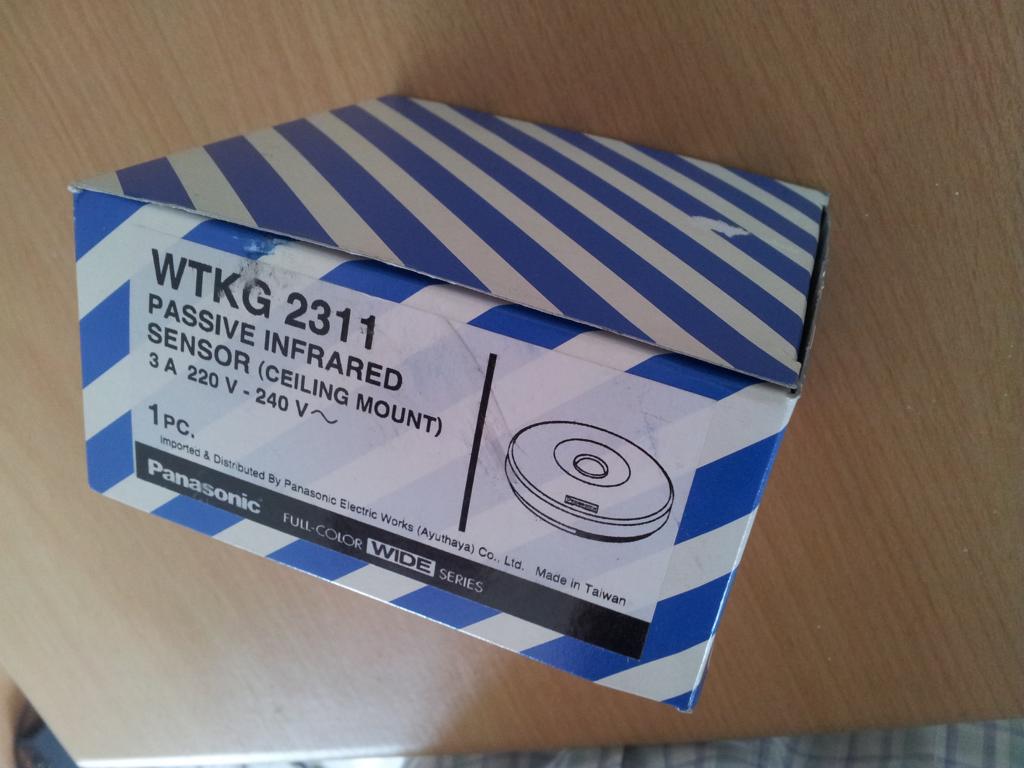 WTKG 2311
PASSIVE INFRARED
SENSOR (CEILING MOUNT)
3 A 220 V - 240 V～
1 PC.
Imported & Distributed By Panasonic Electric Works (Ayuthaya) Co., Ltd. Made in Taiwan
Panasonic FULL-COLOR WIDE SERIES